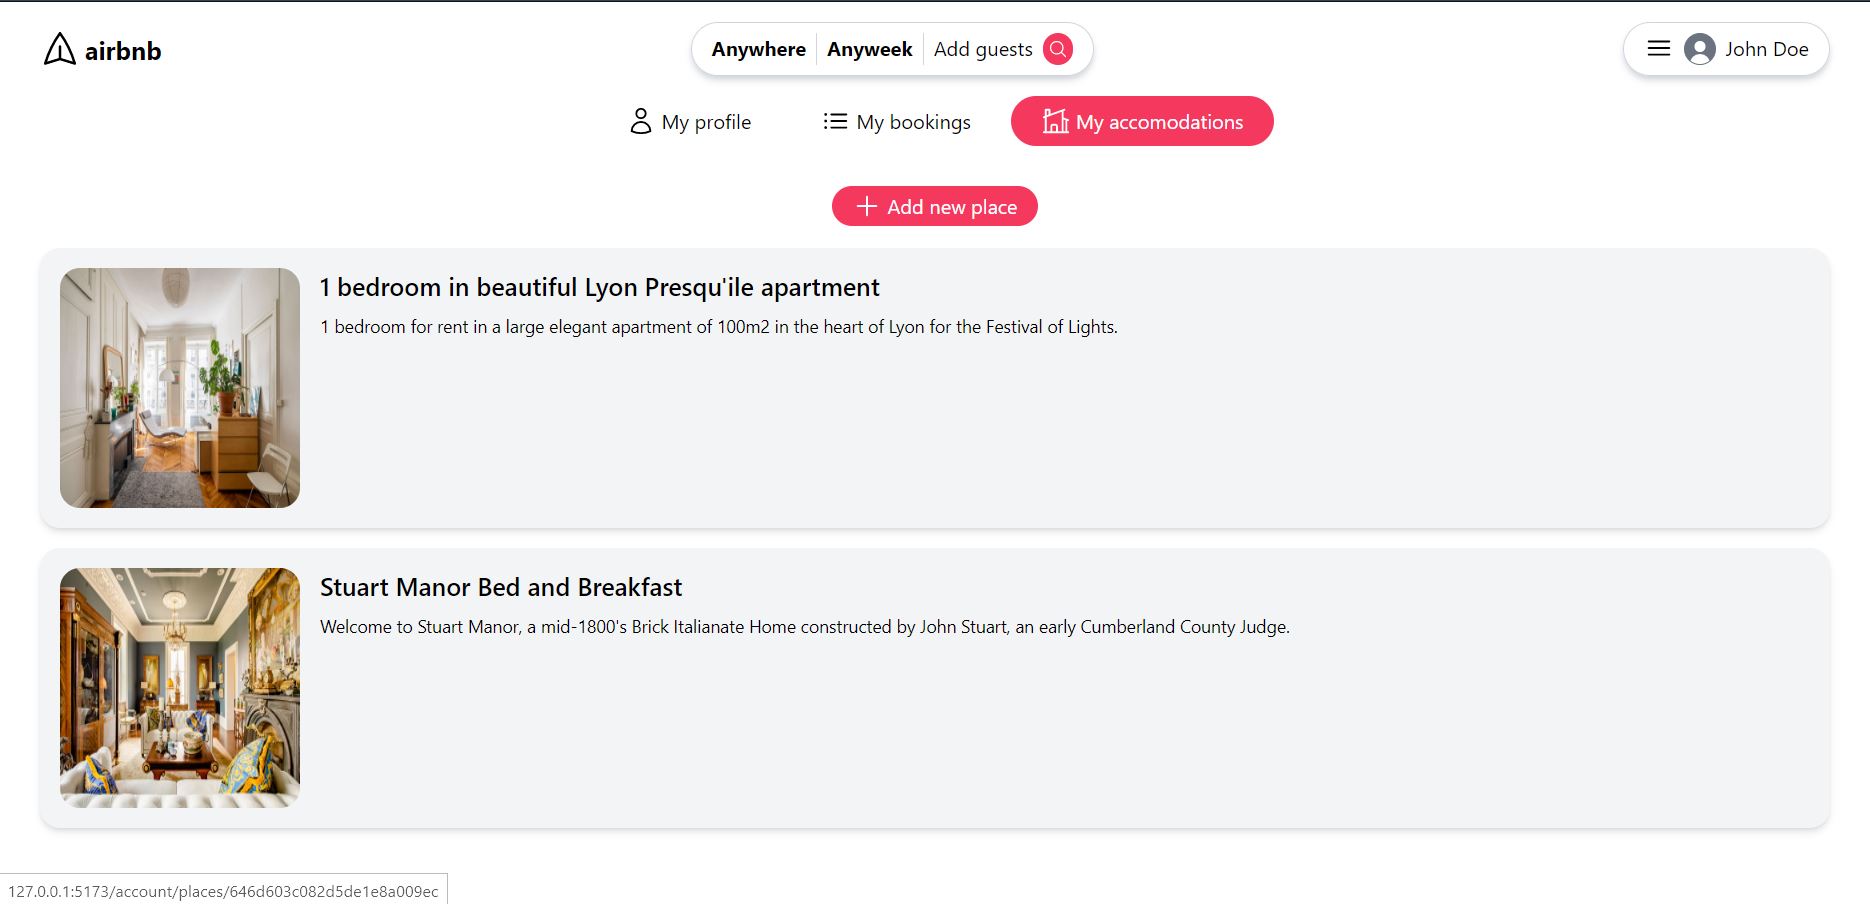 airbnb
Anywhere Anyweek Add guests
John Doe
My profile My bookings My accomodations
Add new place
1 bedroom in beautiful Lyon Presqu'ile apartment
1 bedroom for rent in a large elegant apartment of 100m2 in the heart of Lyon for the Festival of Lights.
Stuart Manor Bed and Breakfast
Welcome to Stuart Manor, a mid-1800's Brick Italianate Home constructed by John Stuart, an early Cumberland County Judge.
127.0.0.1:5173/account/places/646d603c082d5de1e8a009ec